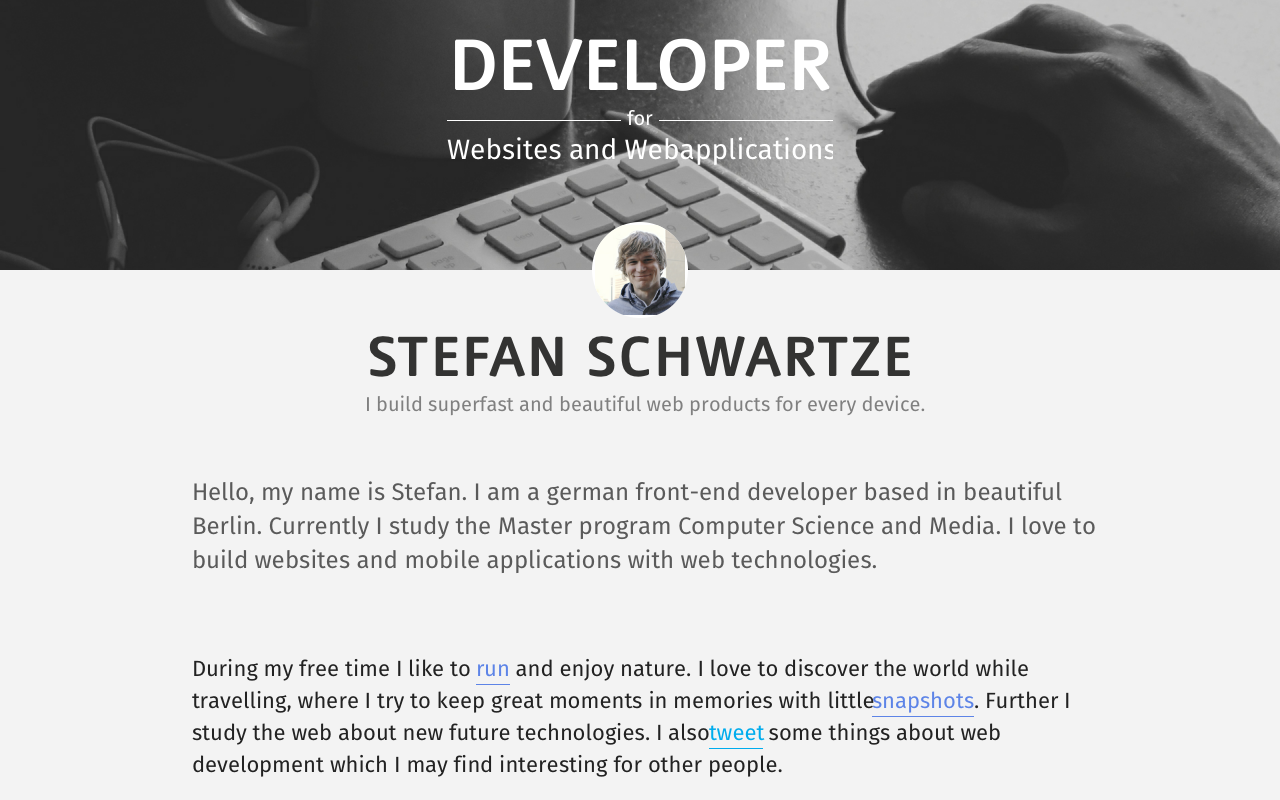 DEVELOPER
for
Websites and Webapplications
STEFAN SCHWARTZE
I build superfast and beautiful web products for every device.
Hello, my name is Stefan. I am a german front-end developer based in beautiful
Berlin. Currently I study the Master program Computer Science and Media. I love to
build websites and mobile applications with web technologies.
During my free time I like to run and enjoy nature. I love to discover the world while
travelling, where I try to keep great moments in memories with littlesnapshots. Further I
study the web about new future technologies. I alsotweet some things about web
development which I may find interesting for other people.